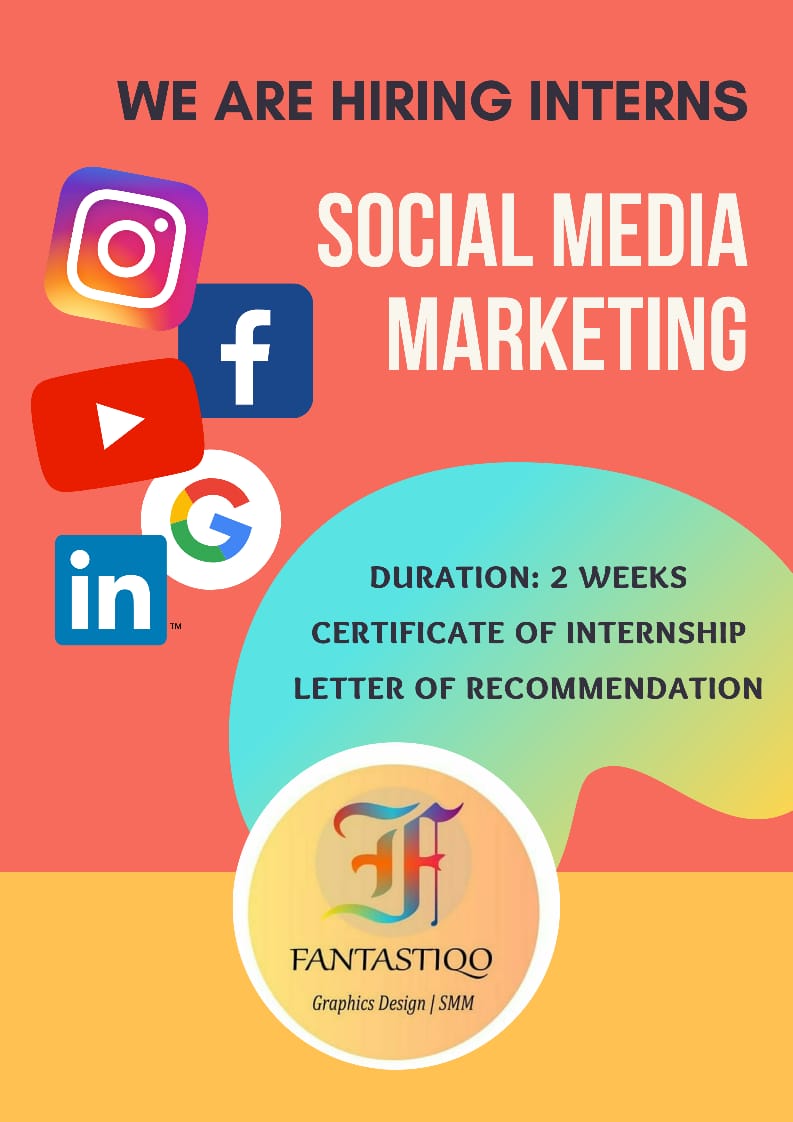 WE ARE HIRING INTERNS
SOCIAL MEDIA
MARKETING
f
G
in
TM
DURATION: 2 WEEKS
CERTIFICATE OF INTERNSHIP
LETTER OF RECOMMENDATION
F
FANTASTIQO
Graphics Design | SMM